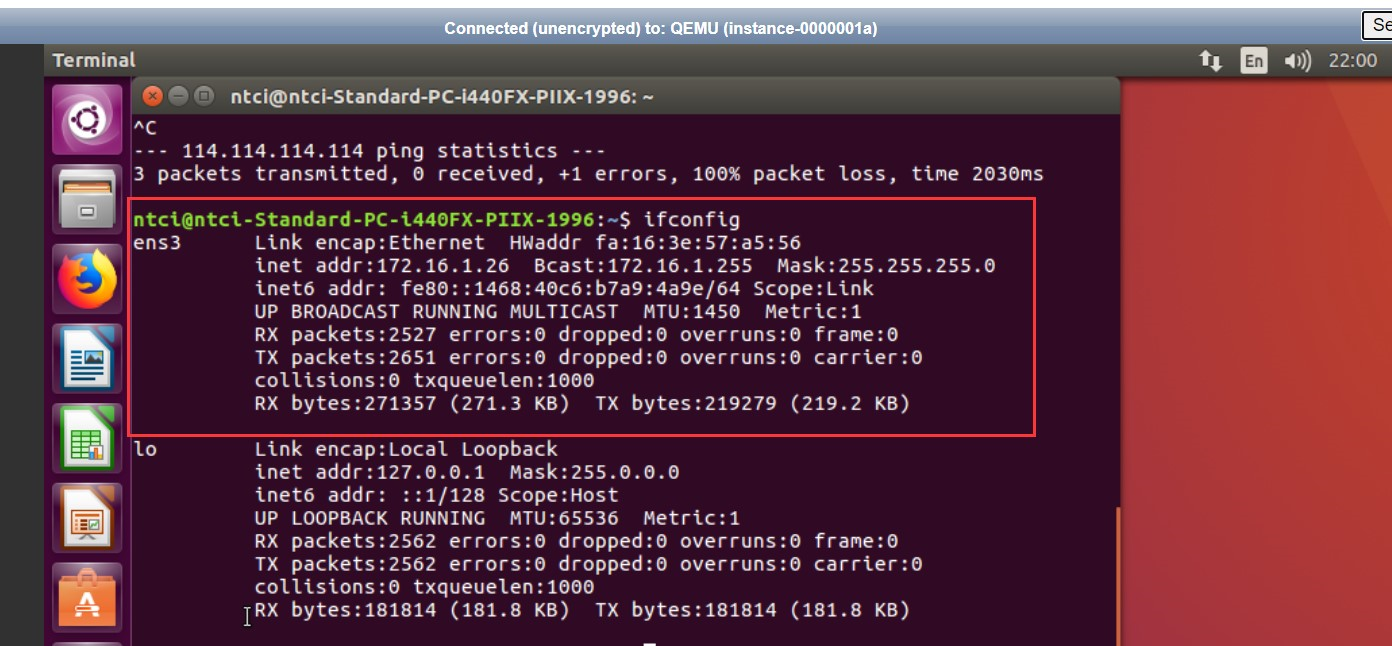 Connected (unencrypted) to: QEMU (instance-0000001a)
Terminal
En
22:00
ntci@ntci-Standard-PC-i440FX-PIIX-1996: ~
^C
--- 114.114.114.114 ping statistics ---
3 packets transmitted, 0 received, +1 errors, 100% packet loss, time 2030ms
ntci@ntci-Standard-PC-i440FX-PIIX-1996:~$ ifconfig
ens3 Link encap:Ethernet HWaddr fa:16:3e:57:a5:56
inet addr:172.16.1.26 Bcast:172.16.1.255 Mask:255.255.255.0
inet6 addr: fe80::1468:40c6:b7a9:4a9e/64 Scope:Link
UP BROADCAST RUNNING MULTICAST MTU:1450 Metric:1
RX packets:2527 errors:0 dropped:0 overruns:0 frame:0
TX packets:2651 errors:0 dropped:0 overruns:0 carrier:0
collisions:0 txqueuelen:1000
RX bytes:271357 (271.3 KB) TX bytes:219279 (219.2 KB)
lo Link encap:Local Loopback
inet addr:127.0.0.1 Mask:255.0.0.0
inet6 addr: ::1/128 Scope:Host
UP LOOPBACK RUNNING MTU:65536 Metric:1
RX packets:2562 errors:0 dropped:0 overruns:0 frame:0
TX packets:2562 errors:0 dropped:0 overruns:0 carrier:0
collisions:0 txqueuelen:1000
RX bytes:181814 (181.8 KB) TX bytes:181814 (181.8 KB)